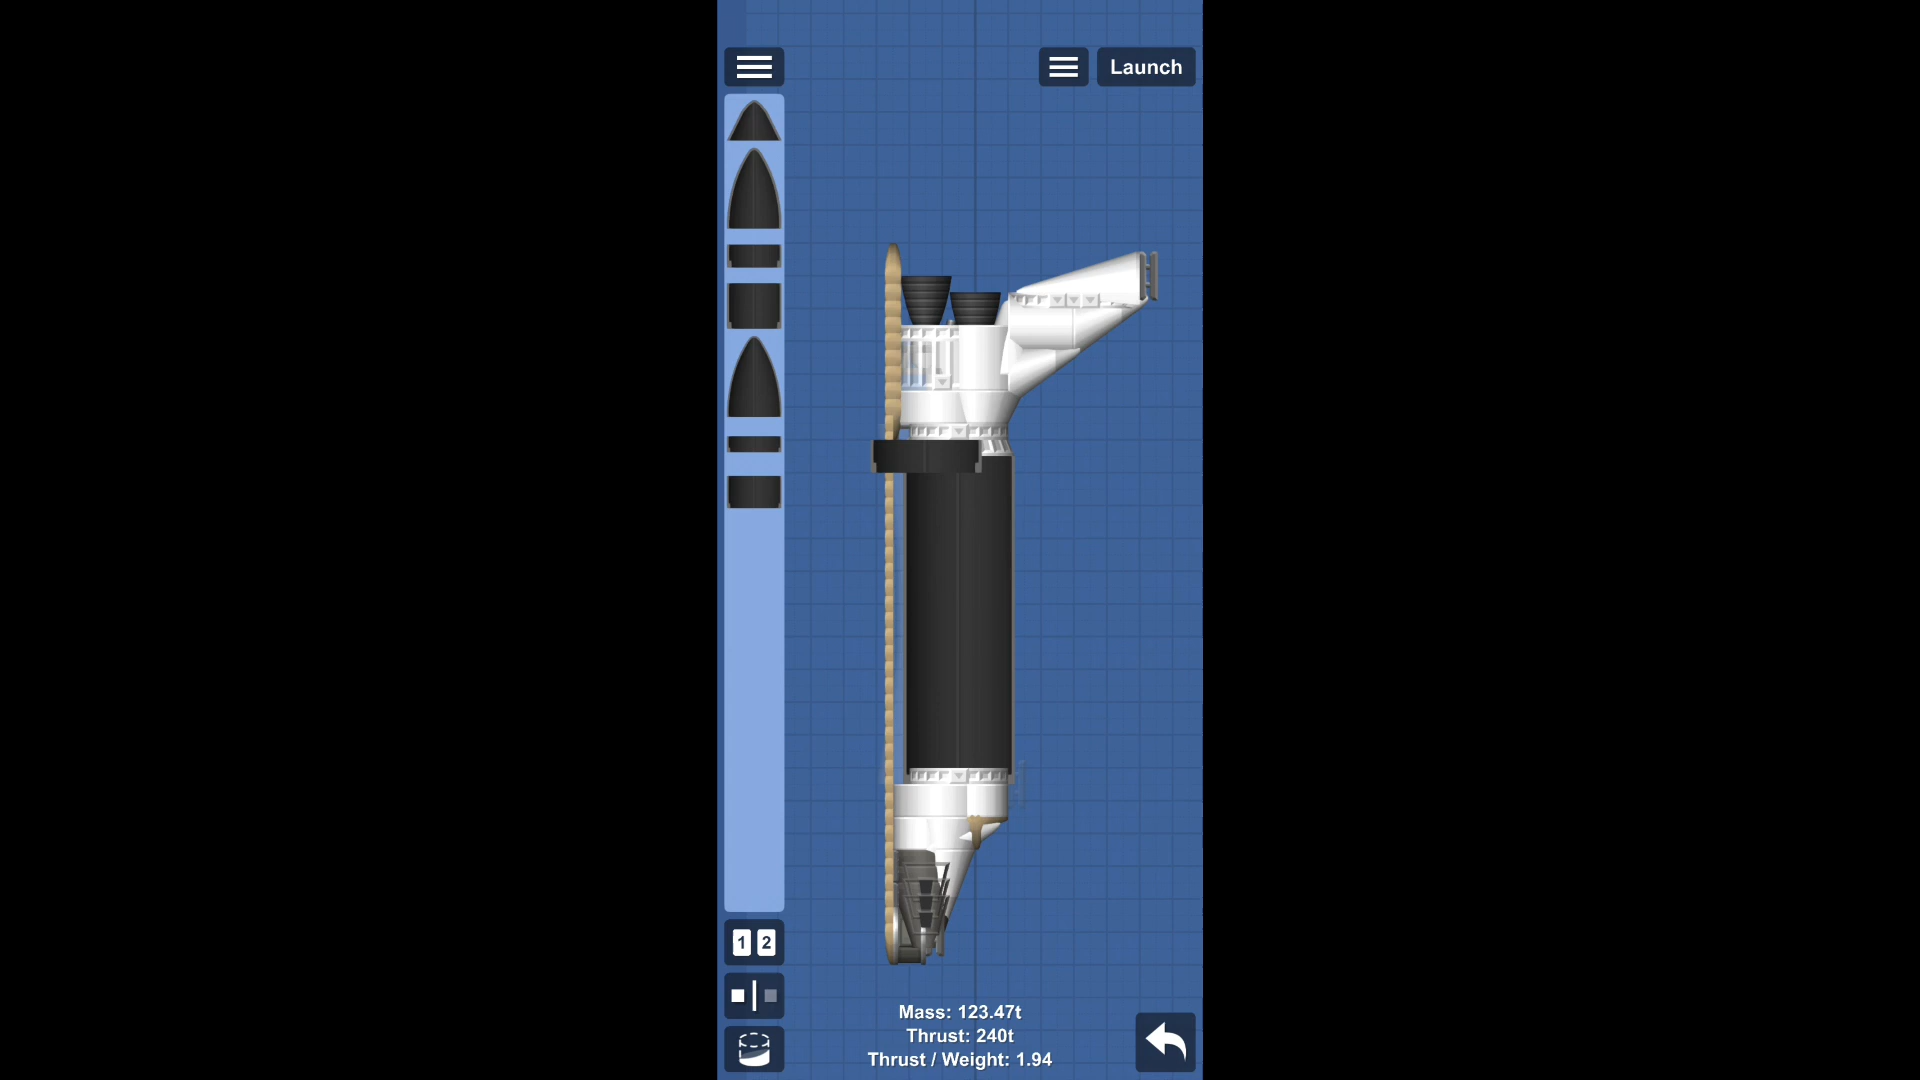 Launch
1 2
Mass: 123.47t
Thrust: 240t
Thrust / Weight: 1.94